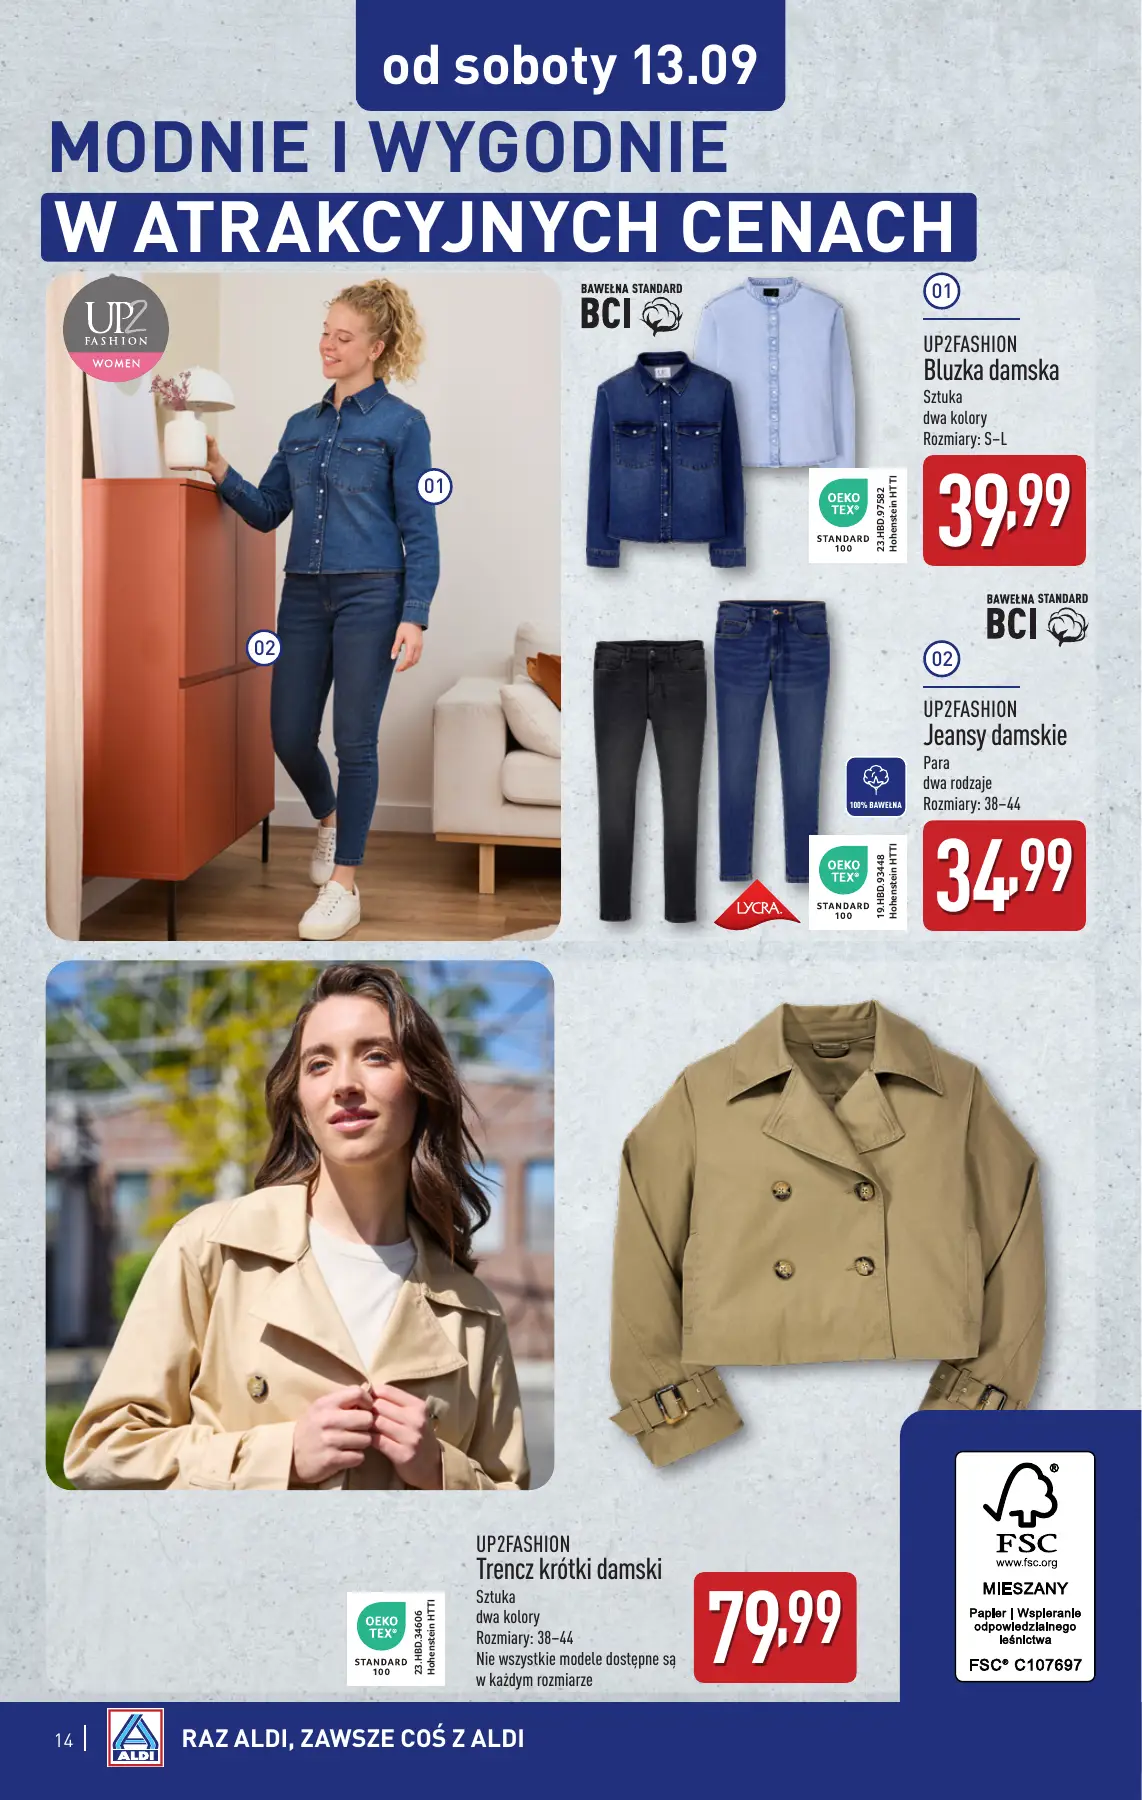 od soboty 13.09
MODNIE I WYGODNIE
W ATRAKCYJNYCH CENACH
UP2
FASHION
WOMEN
01
02
BAWEŁNA STANDARD
BCI
OEKO
TEX®
STANDARD
100
23.HBD.97582
Hohenstein HTTI
01
UP2FASHION
Bluzka damska
Sztuka
dwa kolory
Rozmiary: S–L
39,99
BAWEŁNA STANDARD
BCI
02
UP2FASHION
Jeansy damskie
Para
dwa rodzaje
Rozmiary: 38–44
34,99
100% BAWEŁNA
LYCRA.
OEKO
TEX®
STANDARD
100
19.HBD.93448
Hohenstein HTTI
OEKO
TEX®
STANDARD
100
23.HBD.34606
Hohenstein HTTI
UP2FASHION
Trencz krótki damski
Sztuka
dwa kolory
Rozmiary: 38–44
Nie wszystkie modele dostępne są
w każdym rozmiarze
79,99
®
FSC
www.fsc.org
MIESZANY
Papier | Wspieranie
odpowiedzialnego
leśnictwa
FSC® C107697
14
ALDI
RAZ ALDI, ZAWSZE COŚ Z ALDI